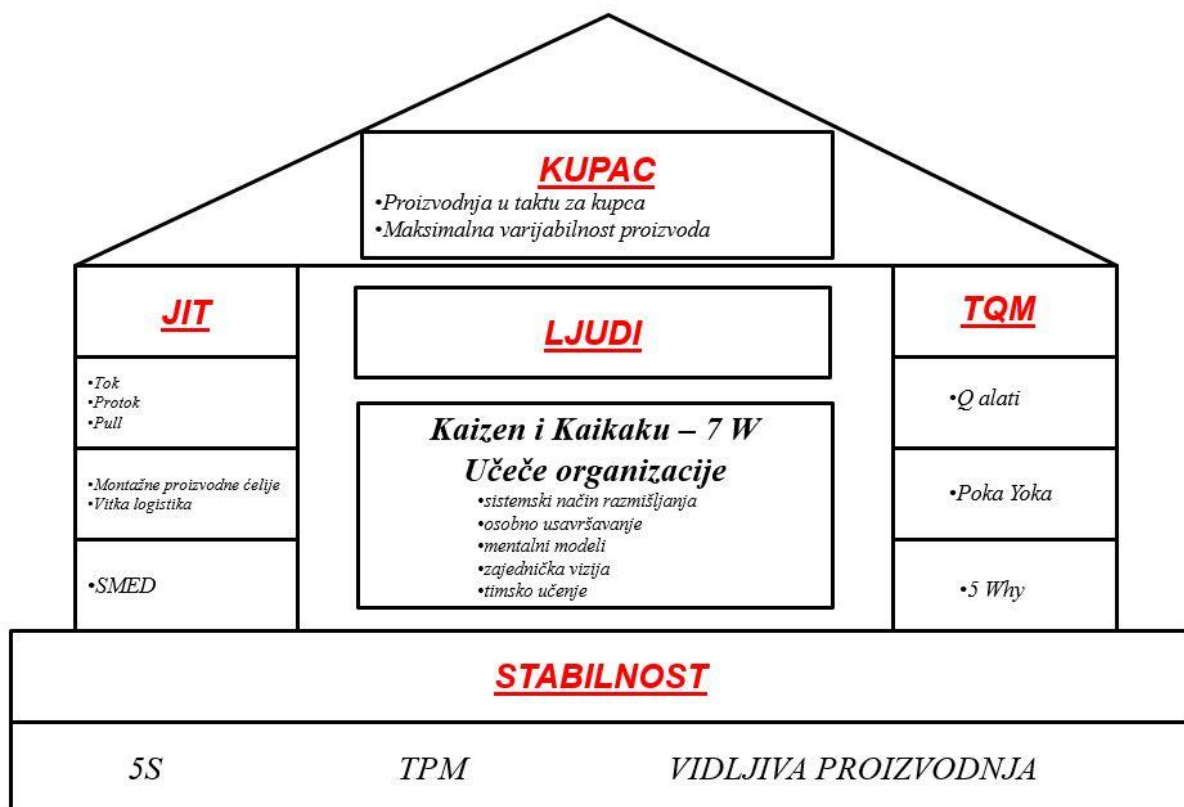 KUPAC
•Proizvodnja u taktu za kupca
•Maksimalna varijabilnost proizvoda
JIT
•Tok
•Protok
•Pull
•Montažne proizvodne ćelije
•Vitka logistika
•SMED
LJUDI
Kaizen i Kaikaku – 7 W
Učeče organizacije
•sistemski način razmišljanja
•osobno usavršavanje
•mentalni modeli
•zajednička vizija
•timsko učenje
TQM
•Q alati
•Poka Yoka
•5 Why
STABILNOST
5S TPM VIDLJIVA PROIZVODNJA